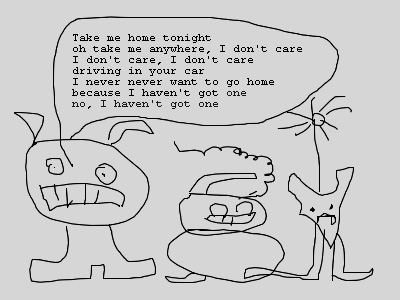 Take me home tonight
oh take me anywhere, I don't care
I don't care, I don't care
driving in your car
I never never want to go home
because I haven't got one
no, I haven't got one